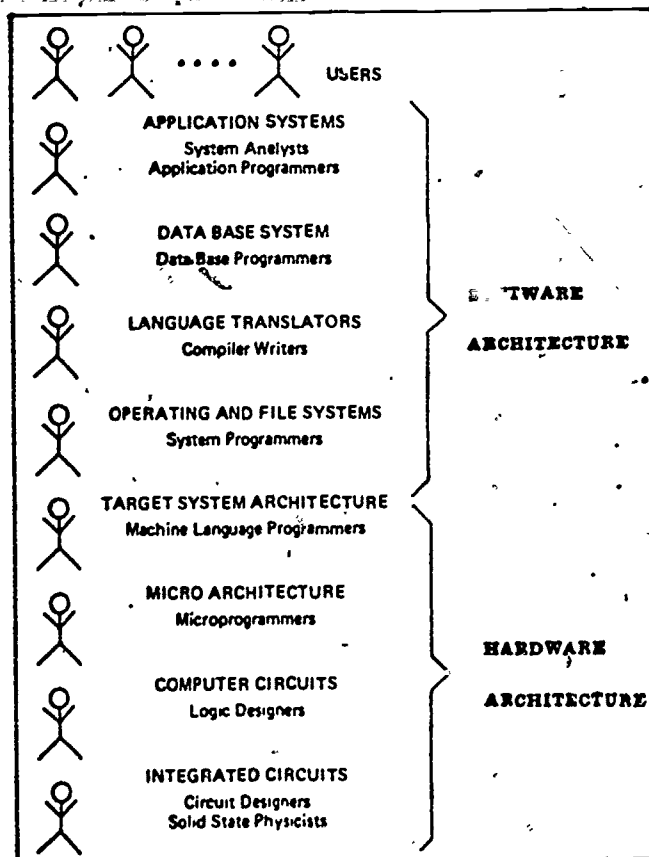 USERS
APPLICATION SYSTEMS
System Analysts
Application Programmers
DATA BASE SYSTEM
Data Base Programmers
LANGUAGE TRANSLATORS
Compiler Writers
OPERATING AND FILE SYSTEMS
System Programmers
TARGET SYSTEM ARCHITECTURE
Machine Language Programmers
MICRO ARCHITECTURE
Microprogrammers
COMPUTER CIRCUITS
Logic Designers
INTEGRATED CIRCUITS
Circuit Designers
Solid State Physicists
ARCHITECTURE
HARDWARE
ARCHITECTURE